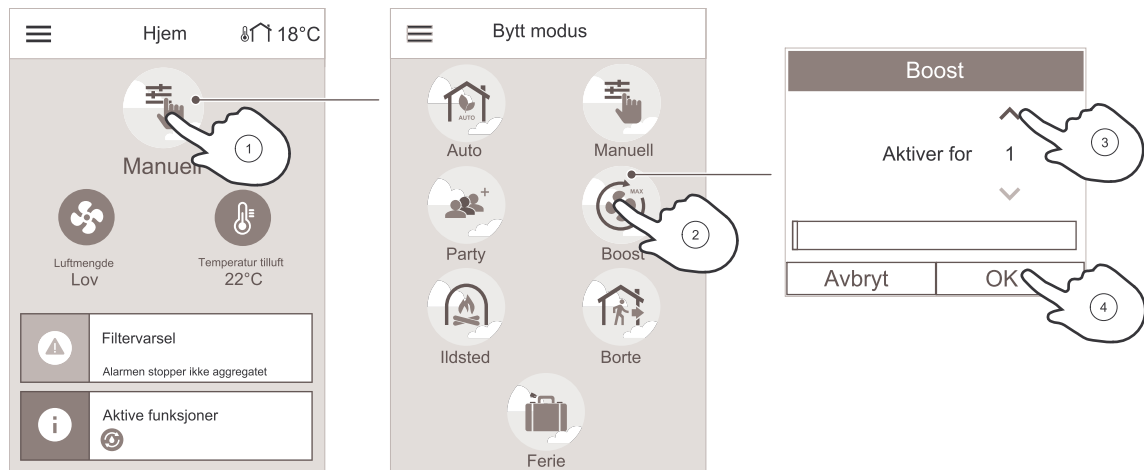 Hjem 18°C
1
Manuell
Luftmengde
Lov
Temperatur tilluft
22°C
Filtervarsel
Alarmen stopper ikke aggregatet
i
Aktive funksjoner
Bytt modus
AUTO
Auto
Manuell
+
MAX
2
Party
Boost
Ildsted
Borte
Ferie
Boost
3
Aktiver for 1
Avbryt
OK
4